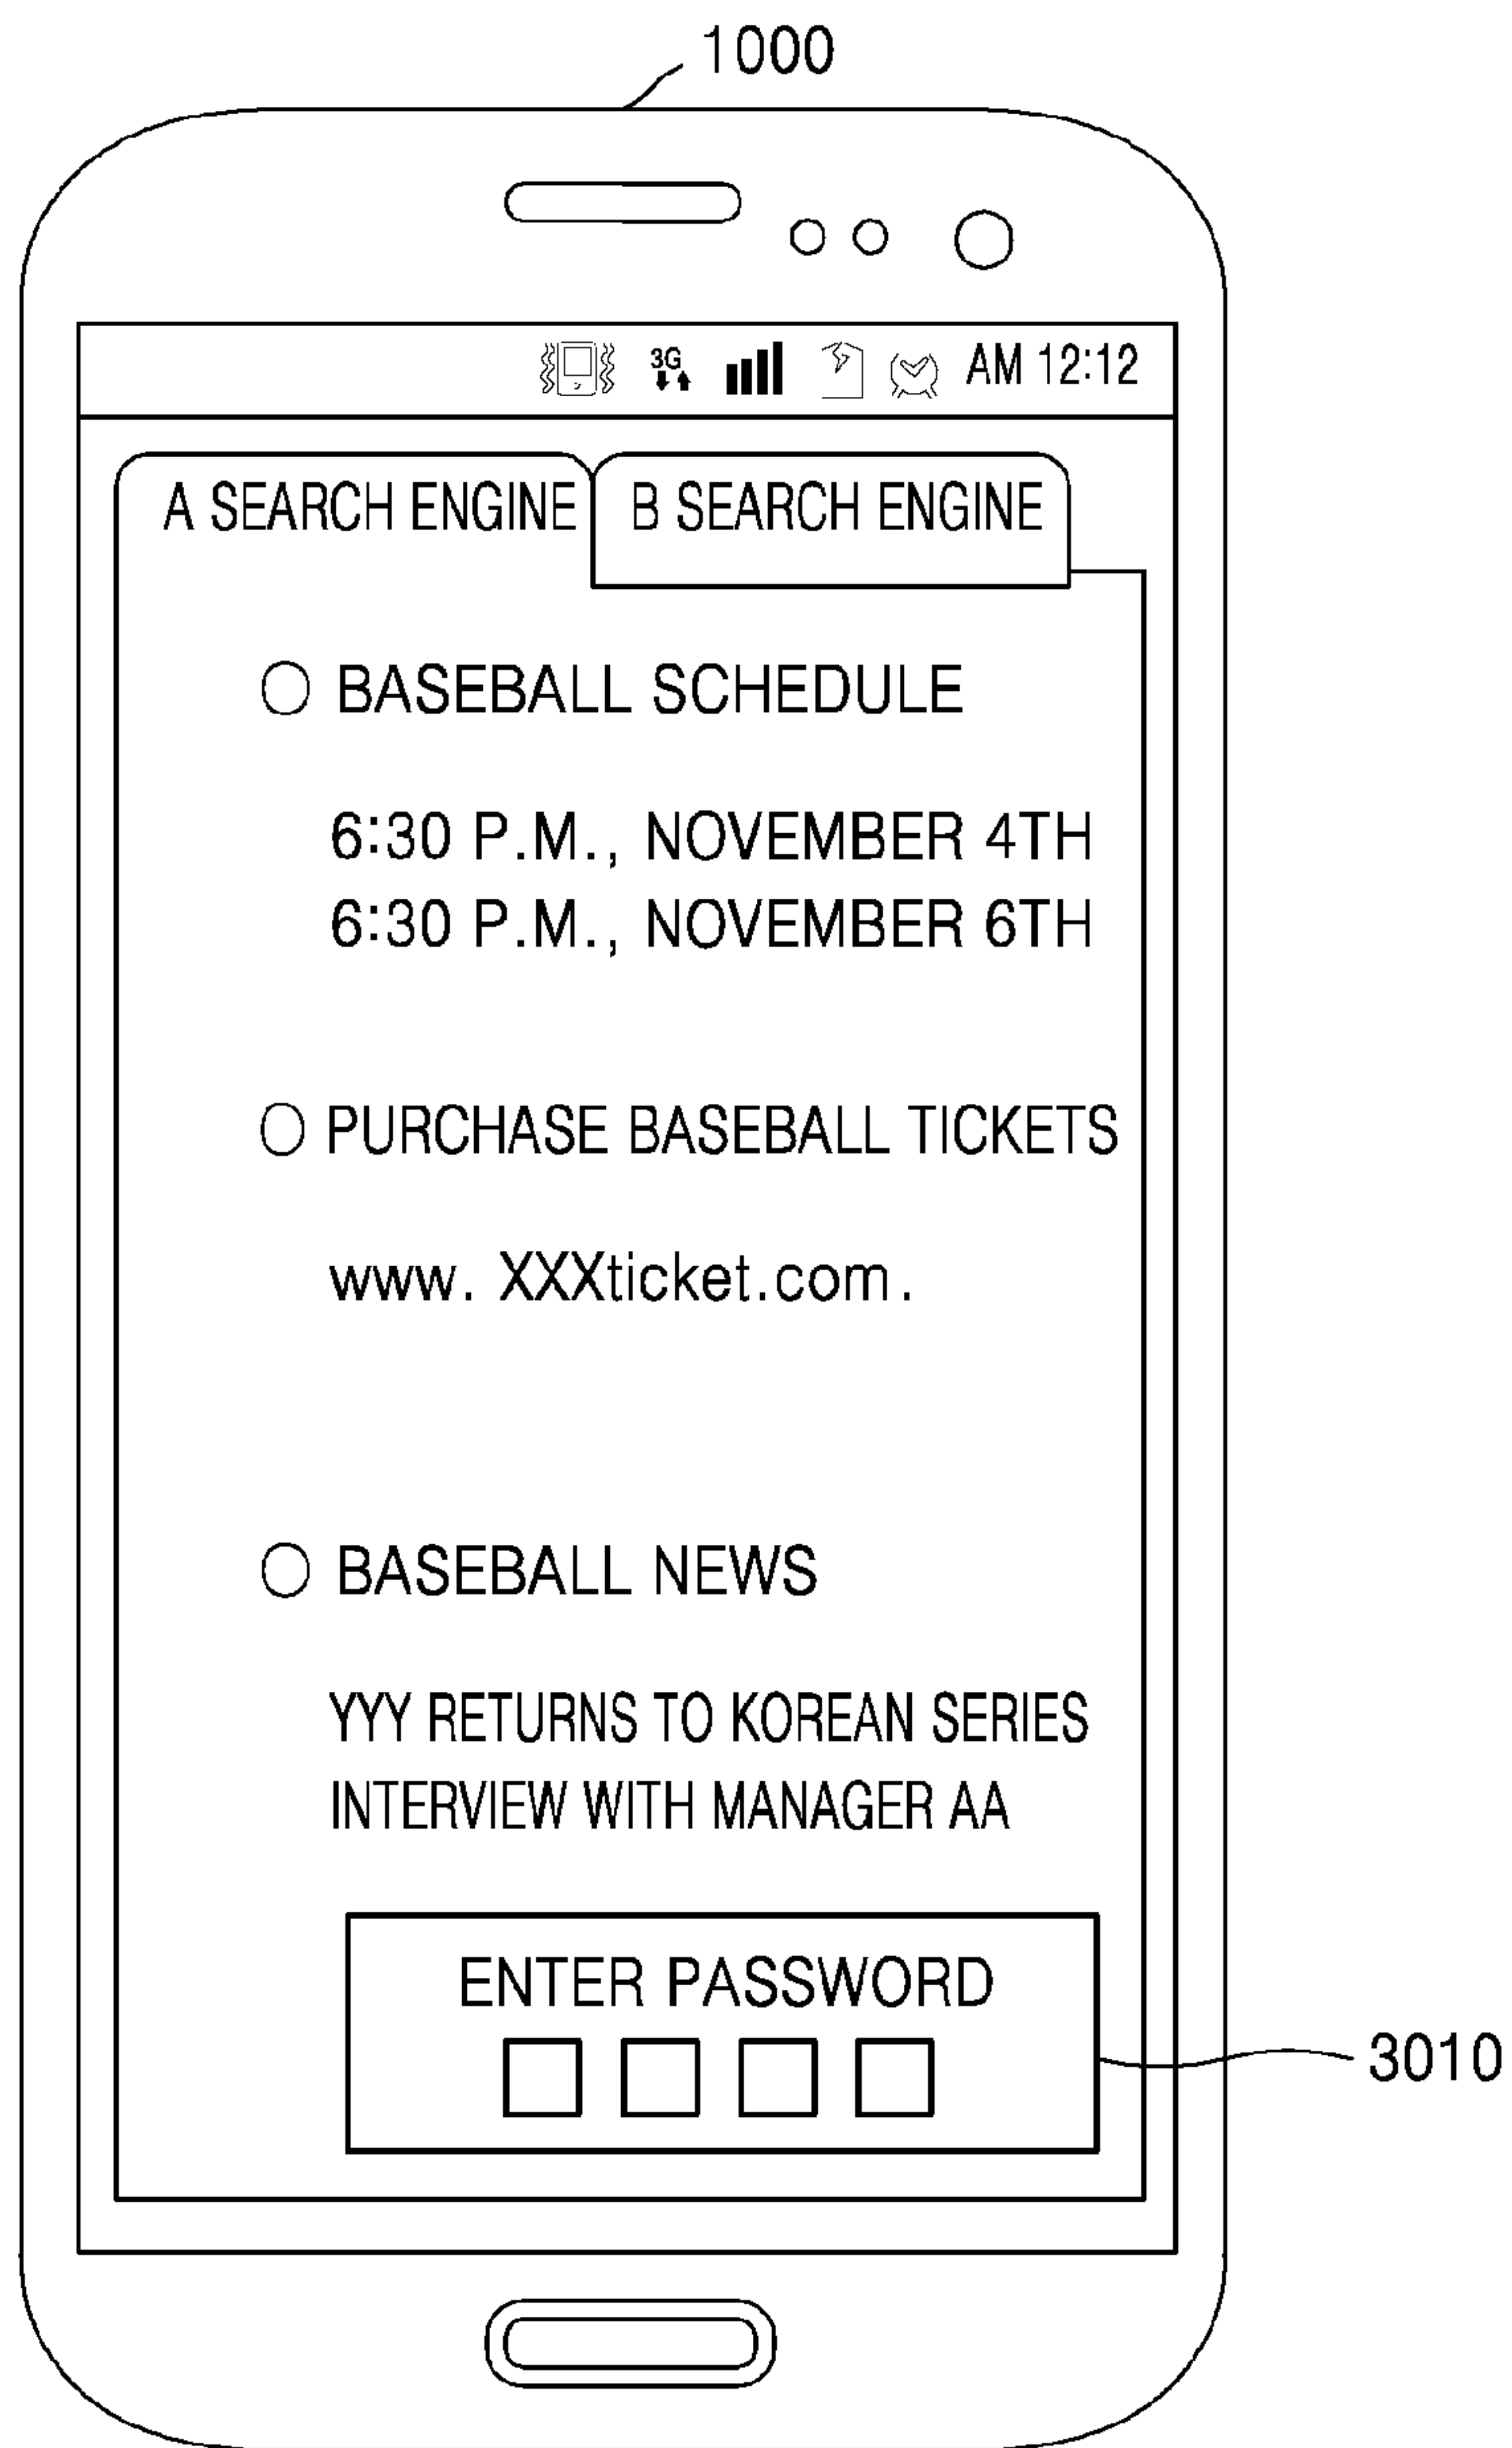 1000
3G
AM 12:12
A SEARCH ENGINE
B SEARCH ENGINE
BASEBALL SCHEDULE
6:30 P.M., NOVEMBER 4TH
6:30 P.M., NOVEMBER 6TH
PURCHASE BASEBALL TICKETS
www. XXXticket.com.
BASEBALL NEWS
YYY RETURNS TO KOREAN SERIES
INTERVIEW WITH MANAGER AA
ENTER PASSWORD
3010